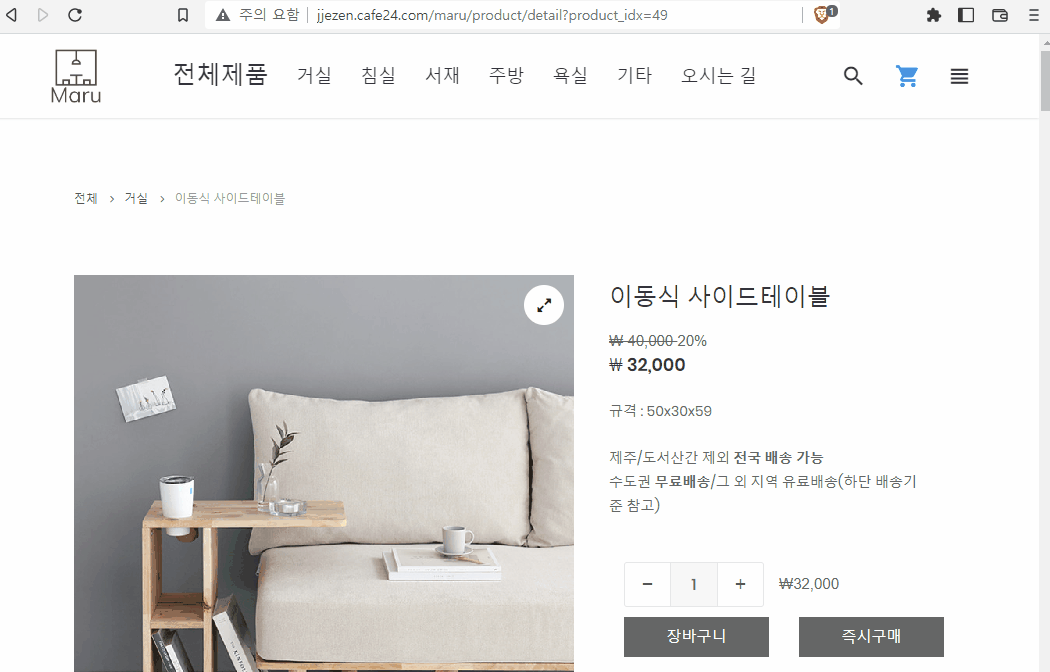 주의 요함 jjezen.cafe24.com/maru/product/detail?product_idx=49 1
Maru 전체제품 거실 침실 서재 주방 욕실 기타 오시는 길
전체 > 거실 > 이동식 사이드테이블
이동식 사이드테이블
₩ 40,000 -20%
₩ 32,000
규격 : 50x30x59
제주/도서산간 제외 전국 배송 가능
수도권 무료배송/그 외 지역 유료배송(하단 배송기
준 참고)
− 1 + ₩32,000
장바구니 즉시구매